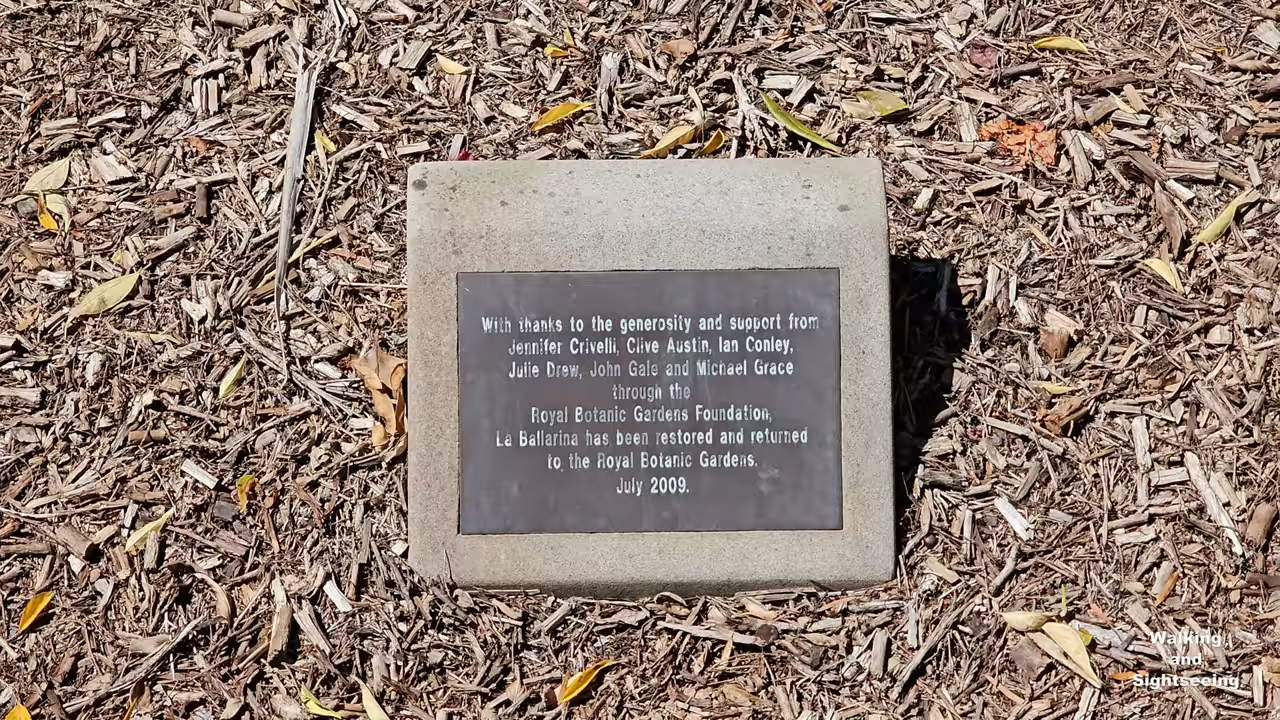 With thanks to the generosity and support from
Jennifer Crivelli, Clive Austin, Ian Conley,
Julie Drew, John Gale and Michael Grace
through the
Royal Botanic Gardens Foundation,
La Ballarina has been restored and returned
to the Royal Botanic Gardens.
July 2009.
Walking,
and
Sightseeing